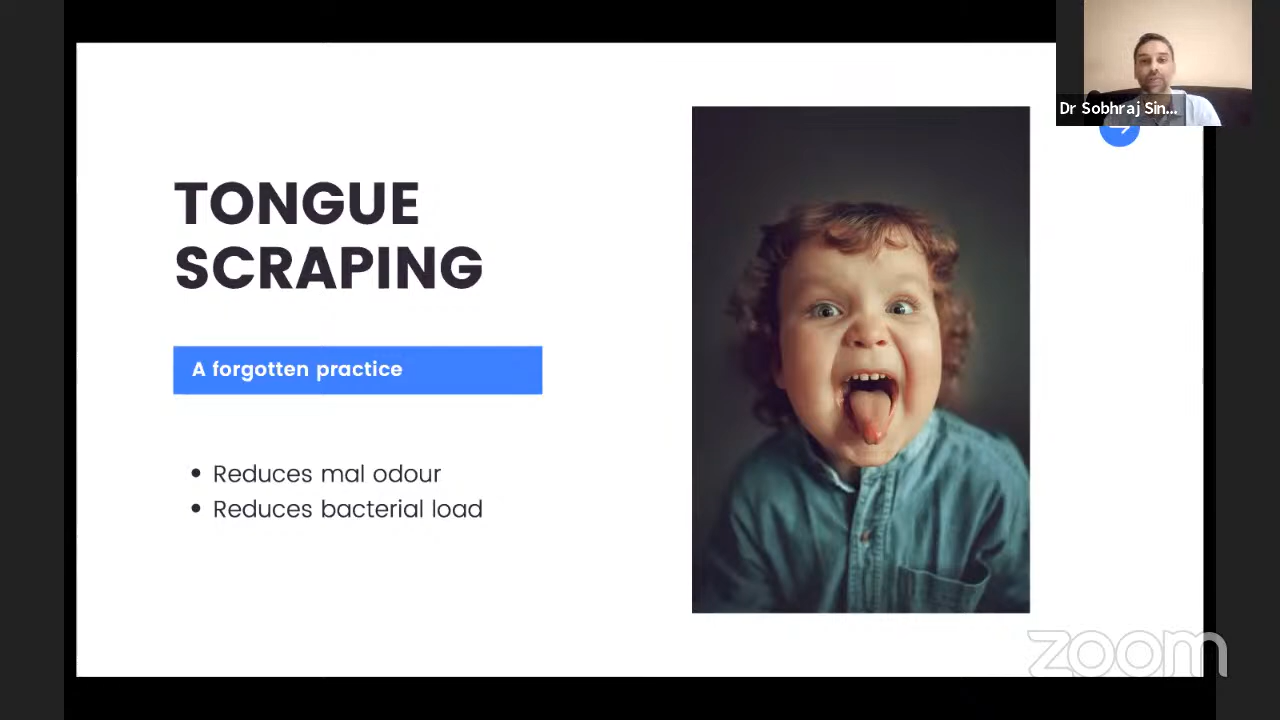 Dr Sobhraj Sin...
TONGUE
SCRAPING
A forgotten practice
• Reduces mal odour
• Reduces bacterial load
zoom